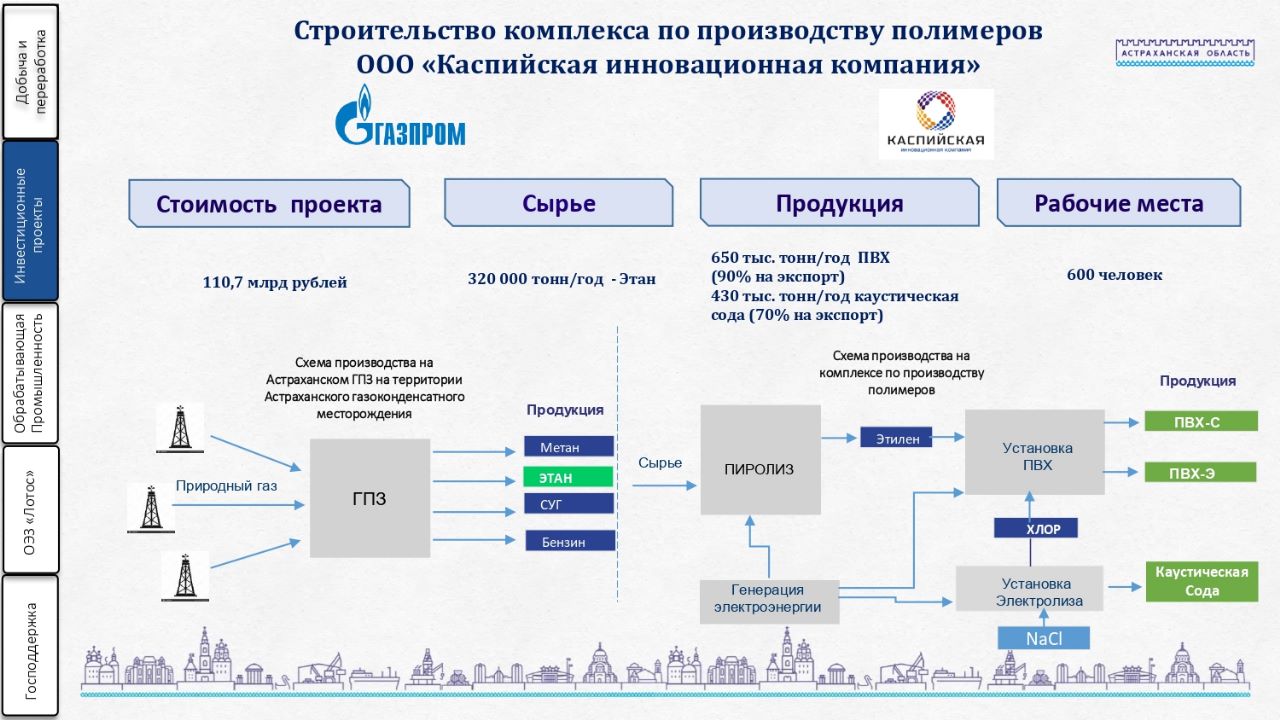 Строительство комплекса по производству полимеров
ООО «Каспийская инновационная компания»
АСТРАХАНСКАЯ ОБЛАСТЬ
ГАЗПРОМ
КАСПИЙСКАЯ
ИННОВАЦИОННАЯ КОМПАНИЯ
Добыча и
переработка
Инвестиционные
проекты
Обрабатывающая
Промышленность
ОЭЗ «Лотос»
Господдержка
Стоимость проекта
Сырье
Продукция
Рабочие места
110,7 млрд рублей
320 000 тонн/год - Этан
650 тыс. тонн/год ПВХ
(90% на экспорт)
430 тыс. тонн/год каустическая
сода (70% на экспорт)
600 человек
Схема производства на
Астраханском ГПЗ на территории
Астраханского газоконденсатного
месторождения
Природный газ
ГПЗ
Продукция
Метан
ЭТАН
СУГ
Бензин
Сырье
Схема производства на
комплексе по производству
полимеров
ПИРОЛИЗ
Этилен
Установка
ПВХ
ХЛОР
Генерация
электроэнергии
Установка
Электролиза
NaCl
Продукция
ПВХ-С
ПВХ-Э
Каустическая
Сода